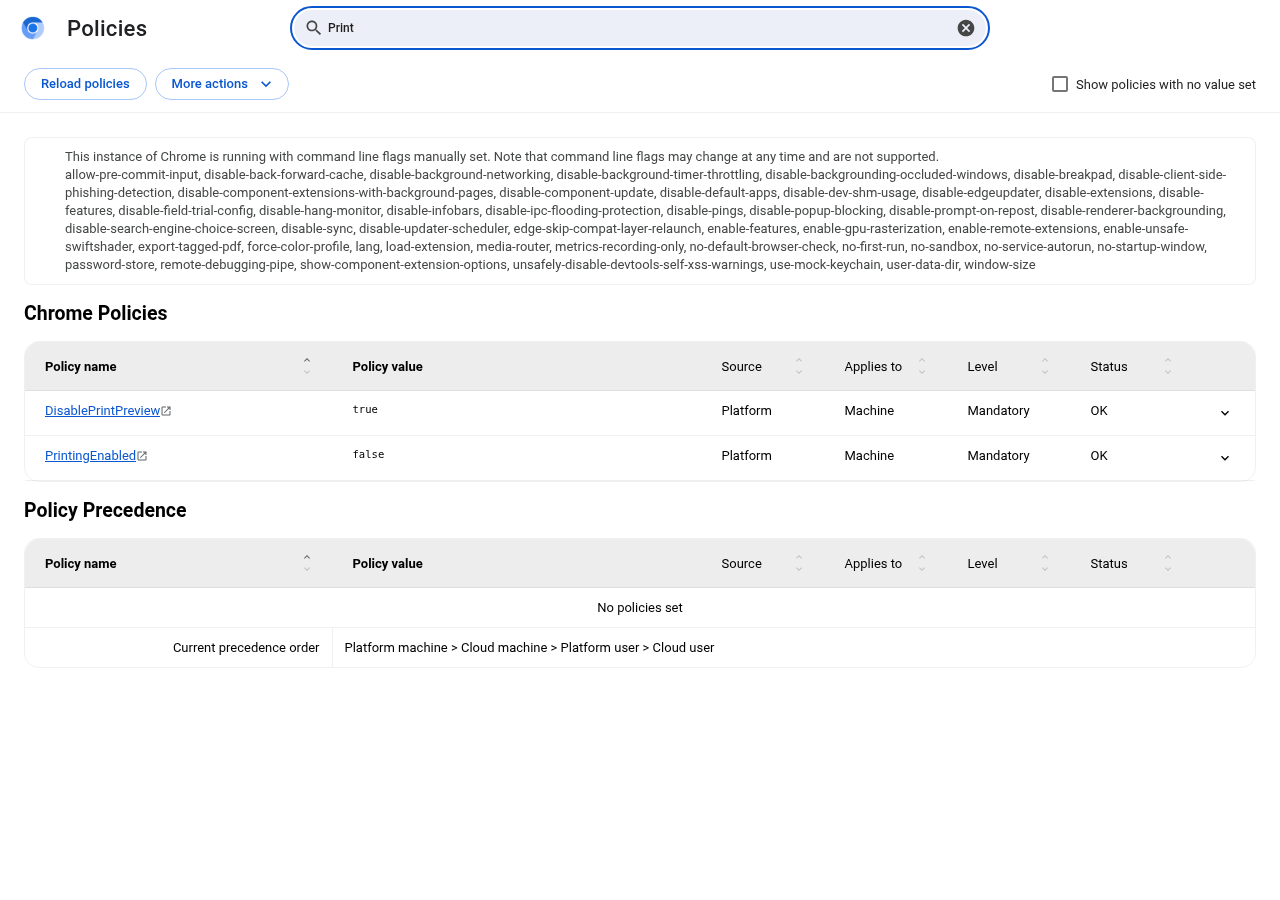 Policies
Print
Reload policies
More actions
Show policies with no value set
This instance of Chrome is running with command line flags manually set. Note that command line flags may change at any time and are not supported.
allow-pre-commit-input, disable-back-forward-cache, disable-background-networking, disable-background-timer-throttling, disable-backgrounding-occluded-windows, disable-breakpad, disable-client-side-
phishing-detection, disable-component-extensions-with-background-pages, disable-component-update, disable-default-apps, disable-dev-shm-usage, disable-edgeupdater, disable-extensions, disable-
features, disable-field-trial-config, disable-hang-monitor, disable-infobars, disable-ipc-flooding-protection, disable-pings, disable-popup-blocking, disable-prompt-on-repost, disable-renderer-backgrounding,
disable-search-engine-choice-screen, disable-sync, disable-updater-scheduler, edge-skip-compat-layer-relaunch, enable-features, enable-gpu-rasterization, enable-remote-extensions, enable-unsafe-
swiftshader, export-tagged-pdf, force-color-profile, lang, load-extension, media-router, metrics-recording-only, no-default-browser-check, no-first-run, no-sandbox, no-service-autorun, no-startup-window,
password-store, remote-debugging-pipe, show-component-extension-options, unsafely-disable-devtools-self-xss-warnings, use-mock-keychain, user-data-dir, window-size
Chrome Policies
Policy name Policy value Source Applies to Level Status
DisablePrintPreview true Platform Machine Mandatory OK
PrintingEnabled false Platform Machine Mandatory OK
Policy Precedence
Policy name Policy value Source Applies to Level Status
No policies set
Current precedence order Platform machine > Cloud machine > Platform user > Cloud user